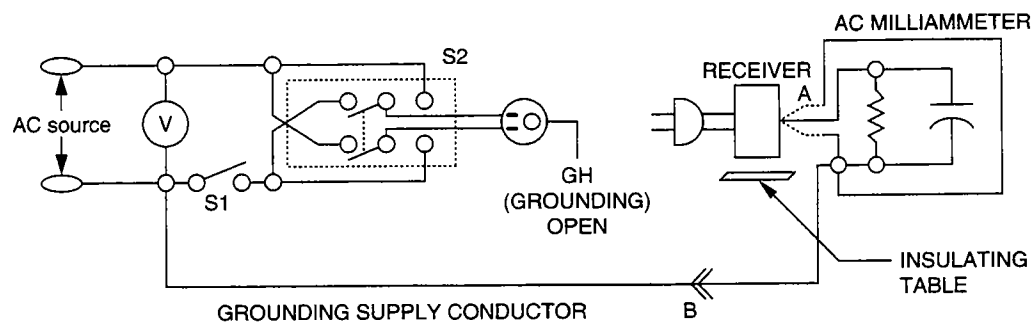 AC MILLIAMMETER
S2
RECEIVER
A
AC source
V
S1
GH
(GROUNDING)
OPEN
INSULATING
TABLE
GROUNDING SUPPLY CONDUCTOR
B